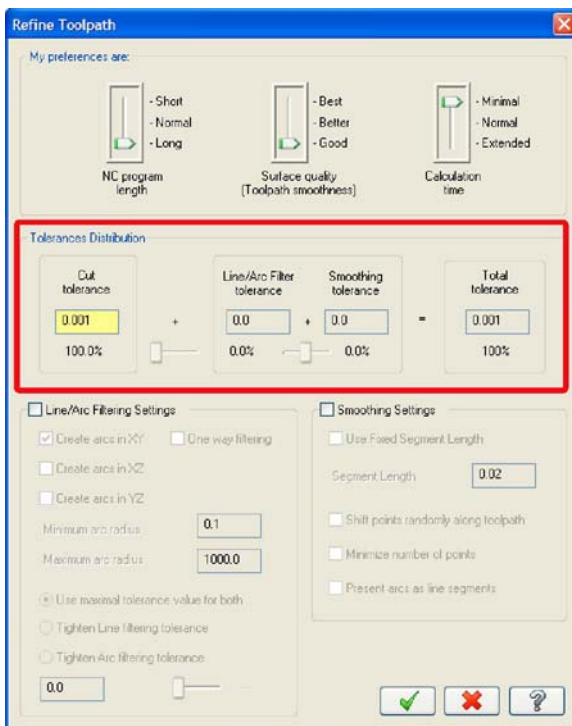 Refine Toolpath
My preferences are:
- Short
- Normal
- Long
NC program
length
- Best
- Better
- Good
Surface quality
(Toolpath smoothness)
- Minimal
- Normal
- Extended
Calculation
time
Tolerances Distribution
Cut
tolerance
0.001
100.0%
+
Line/Arc Filter
tolerance
0.0
0.0%
+
Smoothing
tolerance
0.0
0.0%
=
Total
tolerance
0.001
100%
Line/Arc Filtering Settings
Create arcs in XY
One way filtering
Create arcs in XZ
Create arcs in YZ
Minimum arc radius
0.1
Maximum arc radius
1000.0
Use maximal tolerance value for both
Tighten Line filtering tolerance
Tighten Arc filtering tolerance
0.0
Smoothing Settings
Use Fixed Segment Length
Segment Length
0.02
Shift points randomly along toolpath
Minimize number of points
Present arcs as line segments
?